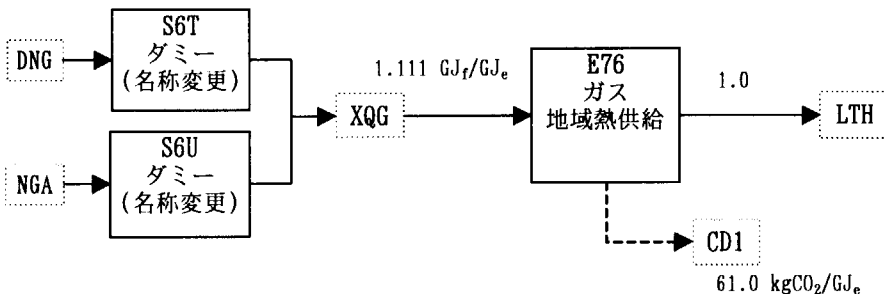 DNG
S6T
ダミー
(名称変更)
NGA
S6U
ダミー
(名称変更)
XQG
1.111 GJf/GJe
E76
ガス
地域熱供給
1.0
LTH
CD1
61.0 kgCO2/GJe